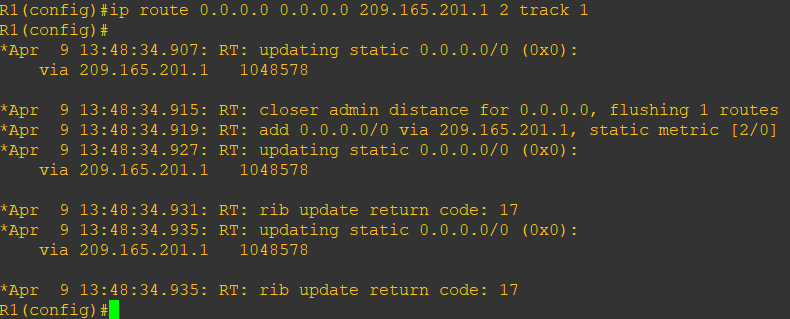 R1(config)#ip route 0.0.0.0 0.0.0.0 209.165.201.1 2 track 1
R1(config)#
*Apr  9 13:48:34.907: RT: updating static 0.0.0.0/0 (0x0):
    via 209.165.201.1   1048578
*Apr  9 13:48:34.915: RT: closer admin distance for 0.0.0.0, flushing 1 routes
*Apr  9 13:48:34.919: RT: add 0.0.0.0/0 via 209.165.201.1, static metric [2/0]
*Apr  9 13:48:34.927: RT: updating static 0.0.0.0/0 (0x0):
    via 209.165.201.1   1048578
*Apr  9 13:48:34.931: RT: rib update return code: 17
*Apr  9 13:48:34.935: RT: updating static 0.0.0.0/0 (0x0):
    via 209.165.201.1   1048578
*Apr  9 13:48:34.935: RT: rib update return code: 17
R1(config)#